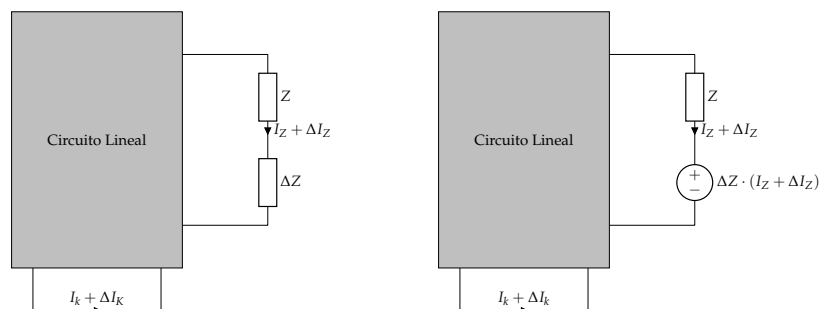 Z
Circuito Lineal
I_Z + ΔI_Z
ΔZ
I_k + ΔI_K
Z
Circuito Lineal
I_Z + ΔI_Z
+
−
ΔZ · (I_Z + ΔI_Z)
I_k + ΔI_k